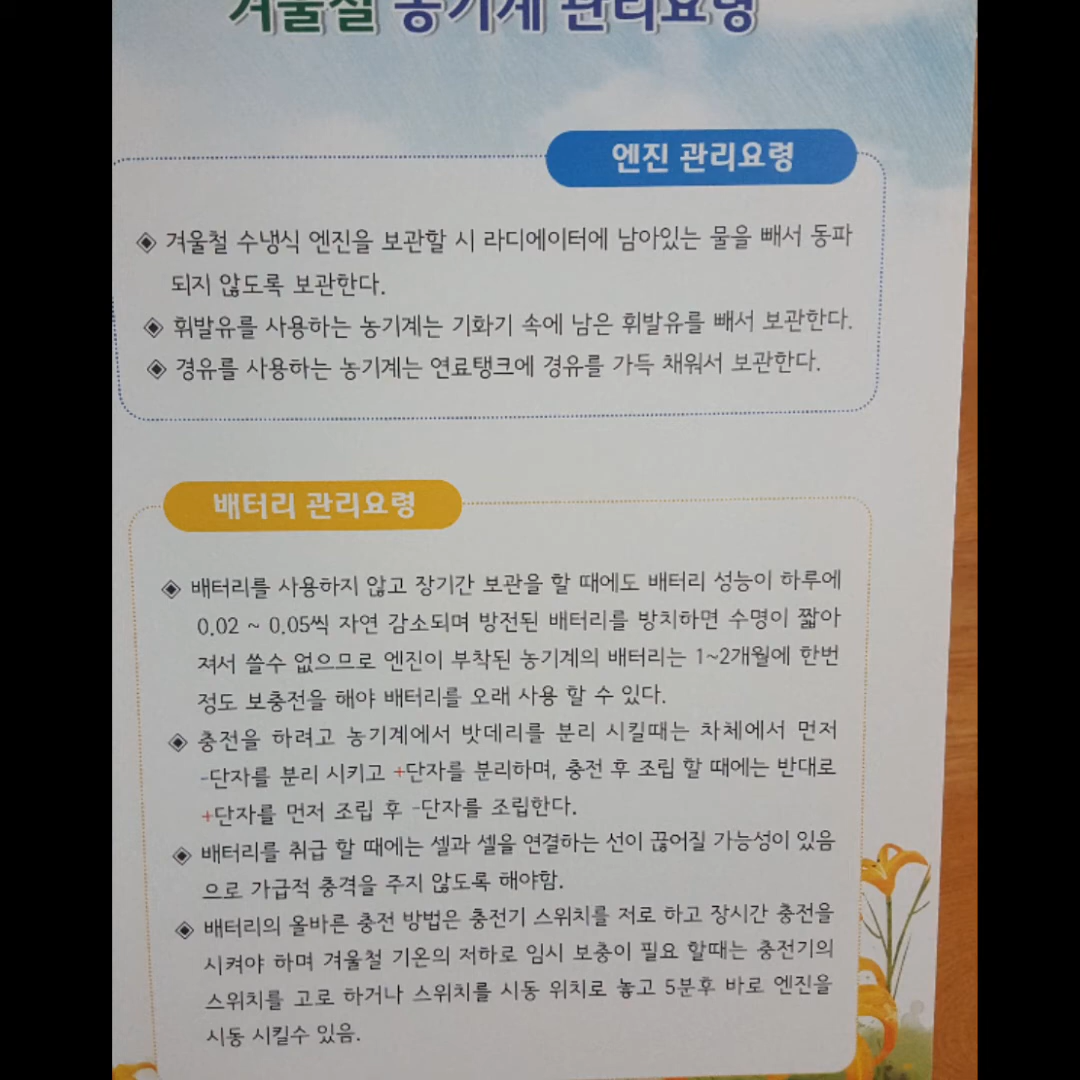 겨울철 농기계 관리요령
엔진 관리요령
◈ 겨울철 수냉식 엔진을 보관할 시 라디에이터에 남아있는 물을 빼서 동파
되지 않도록 보관한다.
◈ 휘발유를 사용하는 농기계는 기화기 속에 남은 휘발유를 빼서 보관한다.
◈ 경유를 사용하는 농기계는 연료탱크에 경유를 가득 채워서 보관한다.
배터리 관리요령
◈ 배터리를 사용하지 않고 장기간 보관을 할 때에도 배터리 성능이 하루에
0.02 ~ 0.05씩 자연 감소되며 방전된 배터리를 방치하면 수명이 짧아
져서 쓸수 없으므로 엔진이 부착된 농기계의 배터리는 1~2개월에 한번
정도 보충전을 해야 배터리를 오래 사용 할 수 있다.
◈ 충전을 하려고 농기계에서 밧데리를 분리 시킬때는 차체에서 먼저
-단자를 분리 시키고 +단자를 분리하며, 충전 후 조립 할 때에는 반대로
+단자를 먼저 조립 후 -단자를 조립한다.
◈ 배터리를 취급 할 때에는 셀과 셀을 연결하는 선이 끊어질 가능성이 있음
으로 가급적 충격을 주지 않도록 해야함.
◈ 배터리의 올바른 충전 방법은 충전기 스위치를 저로 하고 장시간 충전을
시켜야 하며 겨울철 기온의 저하로 임시 보충이 필요 할때는 충전기의
스위치를 고로 하거나 스위치를 시동 위치로 놓고 5분후 바로 엔진을
시동 시킬수 있음.